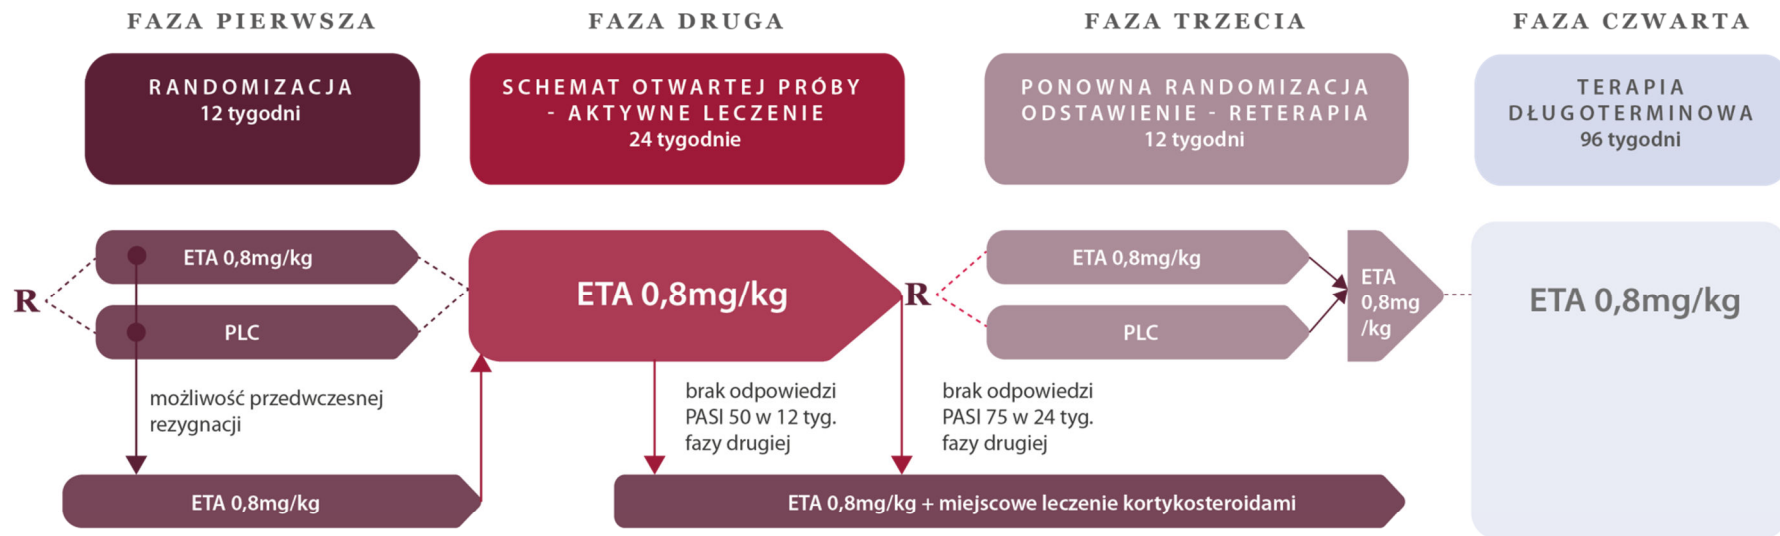 FAZA PIERWSZA
FAZA DRUGA
FAZA TRZECIA
FAZA CZWARTA
RANDOMIZACJA
12 tygodni
SCHEMAT OTWARTEJ PRÓBY
- AKTYWNE LECZENIE
24 tygodnie
PONOWNA RANDOMIZACJA
ODSTAWIENIE - RETERAPIA
12 tygodni
TERAPIA
DŁUGOTERMINOWA
96 tygodni
R
ETA 0,8mg/kg
PLC
możliwość przedwczesnej
rezygnacji
ETA 0,8mg/kg
ETA 0,8mg/kg
brak odpowiedzi
PASI 50 w 12 tyg.
fazy drugiej
R
brak odpowiedzi
PASI 75 w 24 tyg.
fazy drugiej
ETA 0,8mg/kg + miejscowe leczenie kortykosteroidami
ETA 0,8mg/kg
PLC
ETA
0,8mg
/kg
ETA 0,8mg/kg